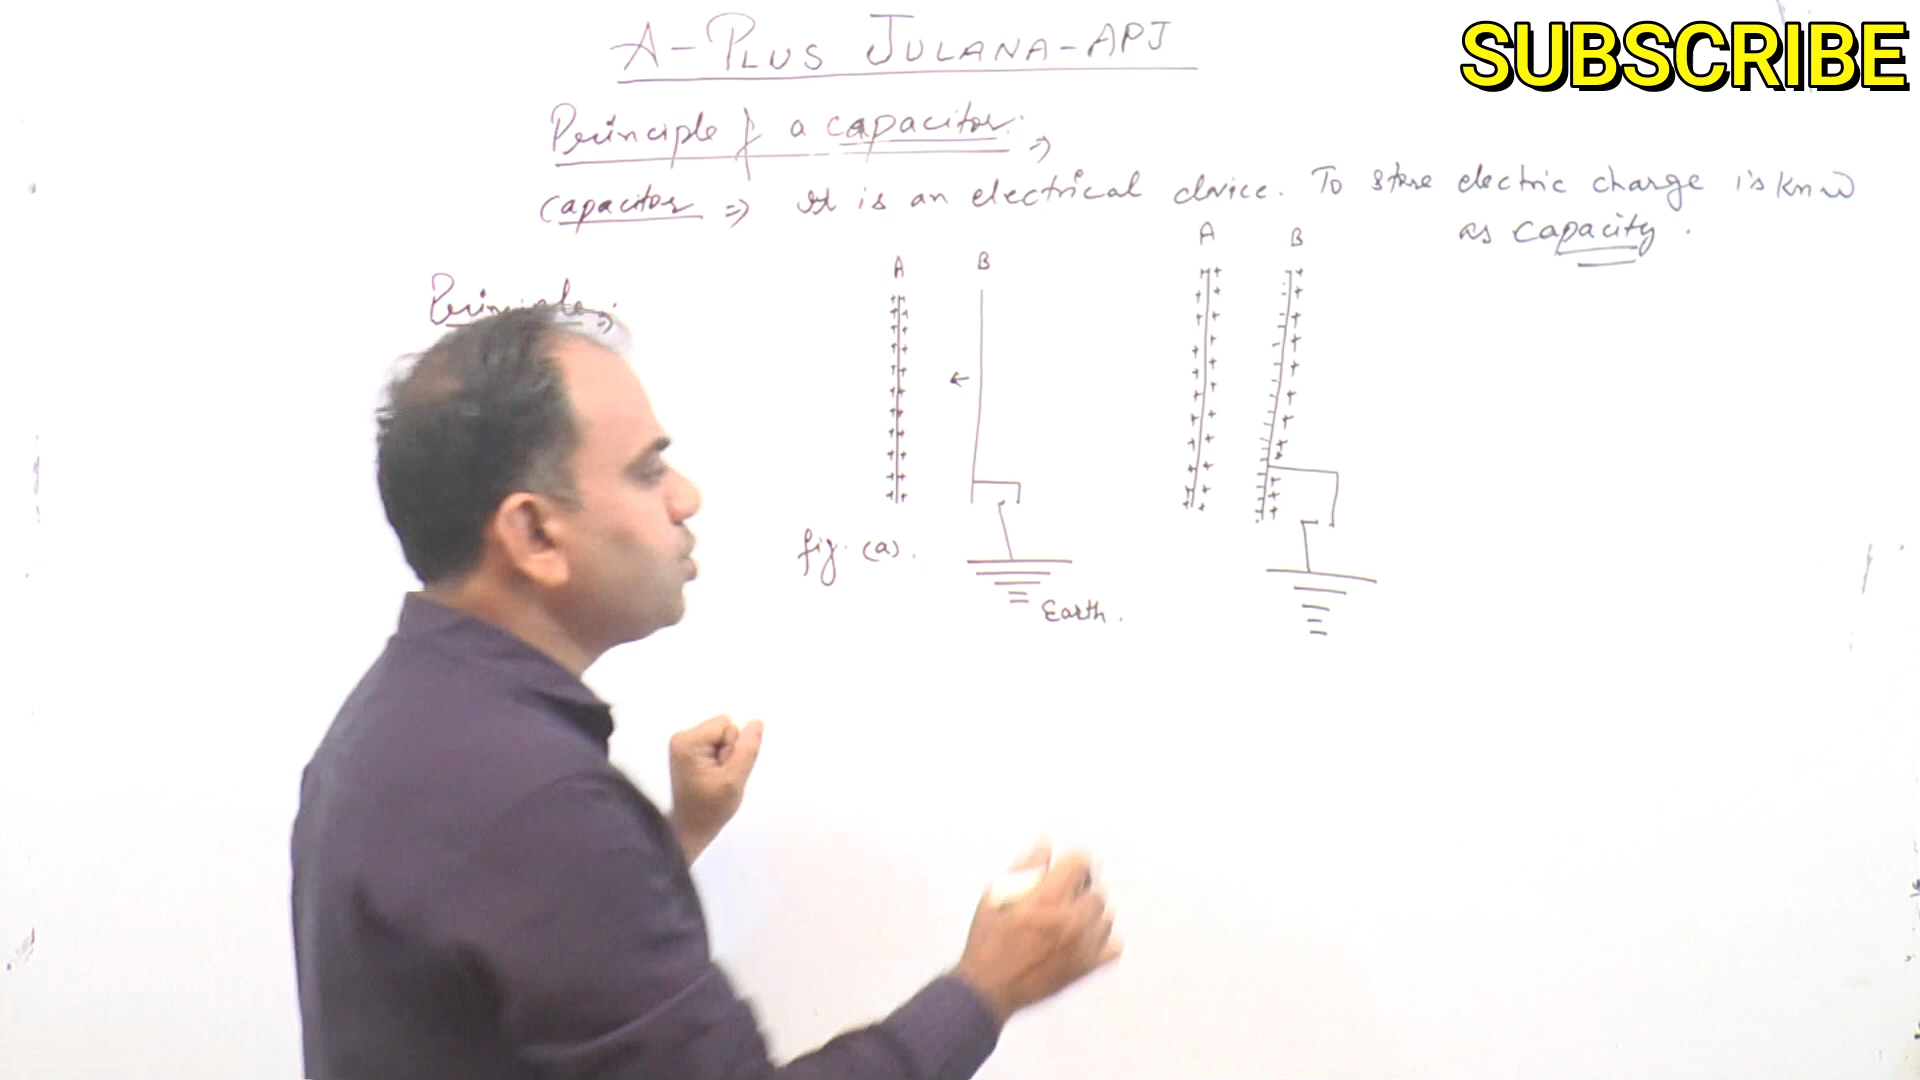 A-PLUS JULANA-APJ
SUBSCRIBE
Principle of a capacitor: ⇒
Capacitor ⇒ It is an electrical device. To store electric charge is know
as capacity.
A B
A B
Principle ⇒
fig. (a).
Earth.